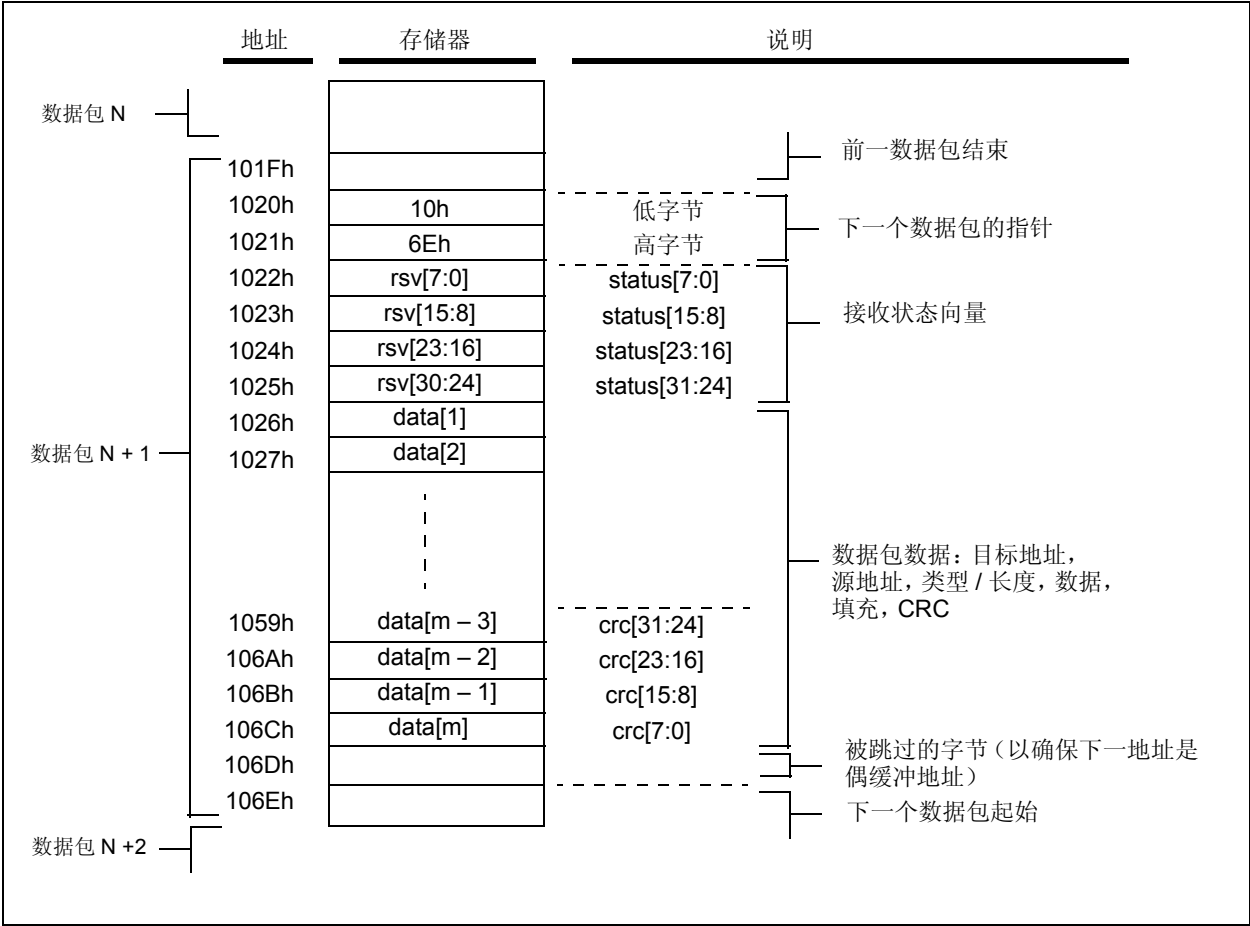 地址 存储器 说明
数据包 N
前一数据包结束
101Fh
1020h 10h 低字节
下一个数据包的指针
1021h 6Eh 高字节
1022h rsv[7:0] status[7:0]
1023h rsv[15:8] status[15:8]
接收状态向量
1024h rsv[23:16] status[23:16]
1025h rsv[30:24] status[31:24]
1026h data[1]
数据包 N + 1
1027h data[2]
数据包数据：目标地址，
源地址，类型 / 长度，数据，
填充，CRC
1059h data[m – 3] crc[31:24]
106Ah data[m – 2] crc[23:16]
106Bh data[m – 1] crc[15:8]
106Ch data[m] crc[7:0]
106Dh
被跳过的字节（以确保下一地址是
偶缓冲地址）
106Eh
下一个数据包起始
数据包 N +2